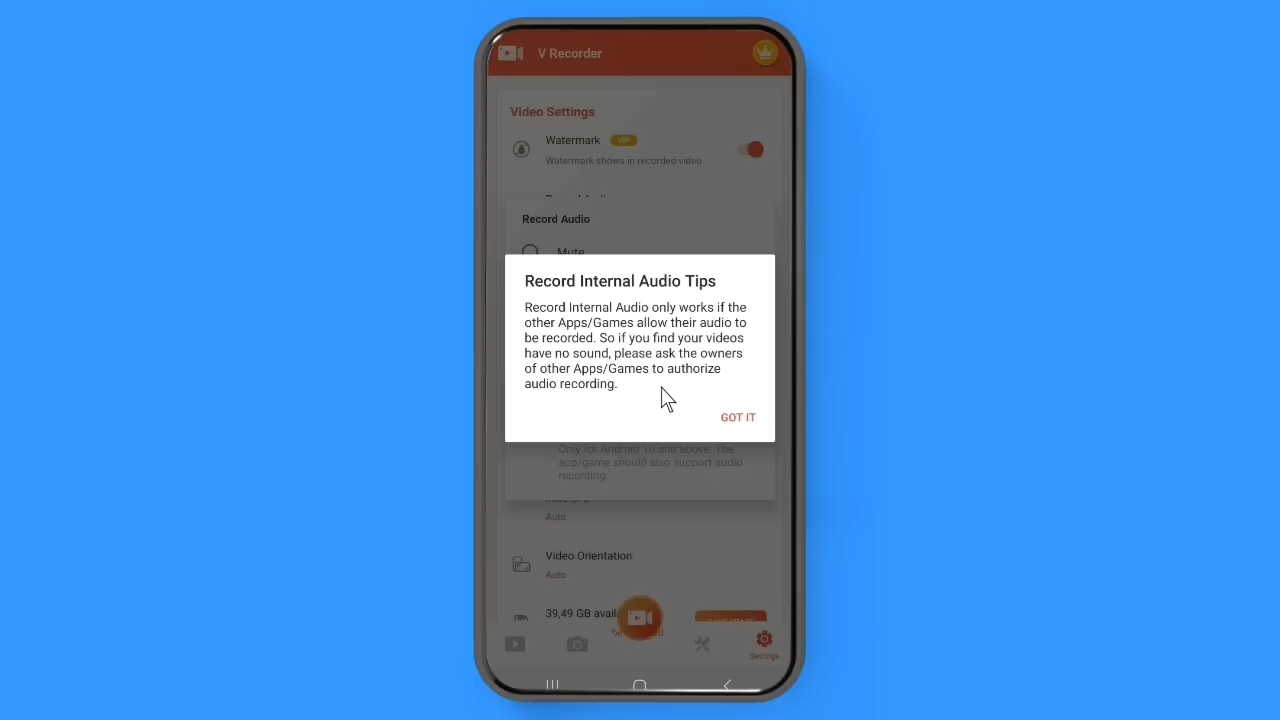 V Recorder
Video Settings
Watermark VIP
Watermark shows in recorded video
Record Audio
Mute
Record Internal Audio Tips
Record Internal Audio only works if the
other Apps/Games allow their audio to
be recorded. So if you find your videos
have no sound, please ask the owners
of other Apps/Games to authorize
audio recording.
GOT IT
Only for Android 10 and above. The
app/game should also support audio
recording
Auto
Video Orientation
Auto
39,49 GB
Settings